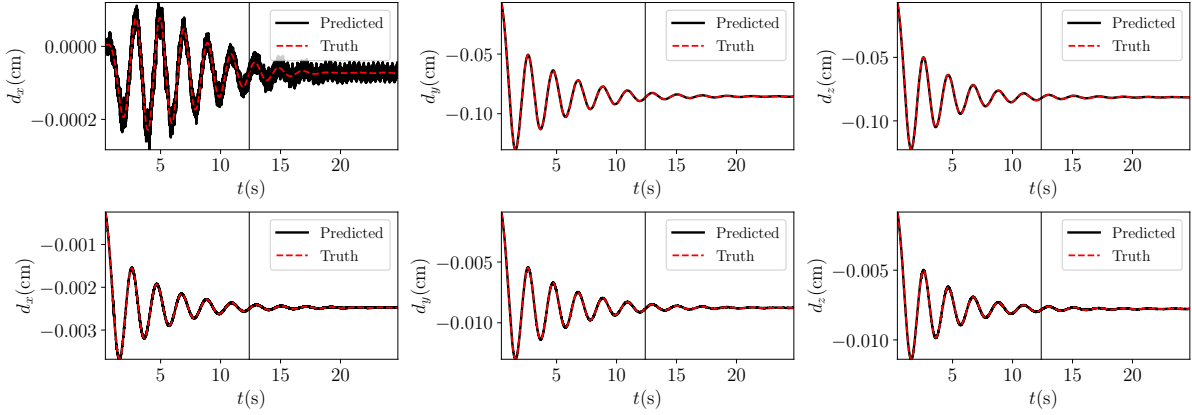 0.0000
−0.0002
d_x(cm)
Predicted
Truth
5 10 15 20
t(s)
−0.05
−0.10
d_y(cm)
Predicted
Truth
5 10 15 20
t(s)
−0.05
−0.10
d_z(cm)
Predicted
Truth
5 10 15 20
t(s)
−0.001
−0.002
−0.003
d_x(cm)
Predicted
Truth
5 10 15 20
t(s)
−0.005
−0.010
d_y(cm)
Predicted
Truth
5 10 15 20
t(s)
−0.005
−0.010
d_z(cm)
Predicted
Truth
5 10 15 20
t(s)